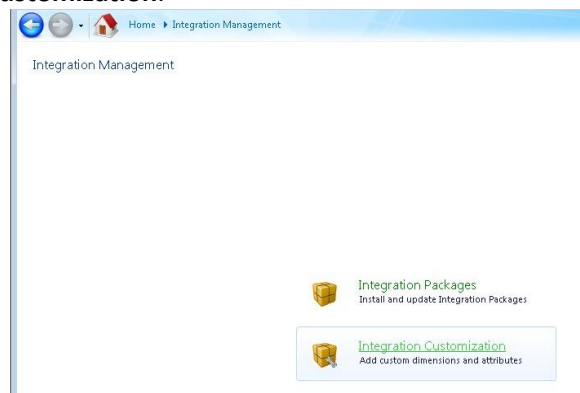 ustomization.
Home ▸ Integration Management
Integration Management
Integration Packages
Install and update Integration Packages
Integration Customization
Add custom dimensions and attributes